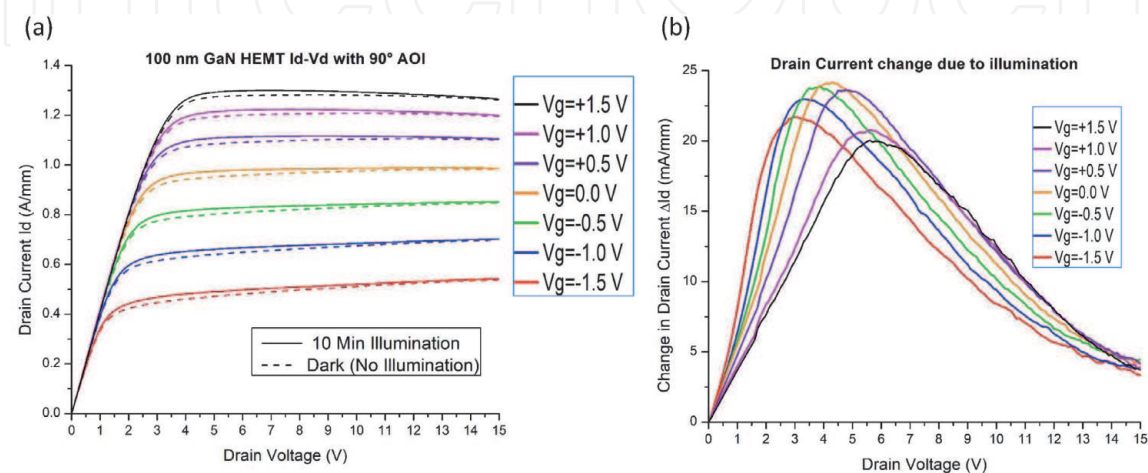 (a)
100 nm GaN HEMT Id-Vd with 90° AOI
Drain Current Id (A/mm)
1.4
1.2
1.0
0.8
0.6
0.4
0.2
0.0
Vg=+1.5 V
Vg=+1.0 V
Vg=+0.5 V
Vg=0.0 V
Vg=-0.5 V
Vg=-1.0 V
Vg=-1.5 V
10 Min Illumination
Dark (No Illumination)
0 1 2 3 4 5 6 7 8 9 10 11 12 13 14 15
Drain Voltage (V)
(b)
Drain Current change due to illumination
Change in Drain Current ΔId (mA/mm)
25
20
15
10
5
0
Vg=+1.5 V
Vg=+1.0 V
Vg=+0.5 V
Vg=0.0 V
Vg=-0.5 V
Vg=-1.0 V
Vg=-1.5 V
0 1 2 3 4 5 6 7 8 9 10 11 12 13 14 15
Drain Voltage (V)